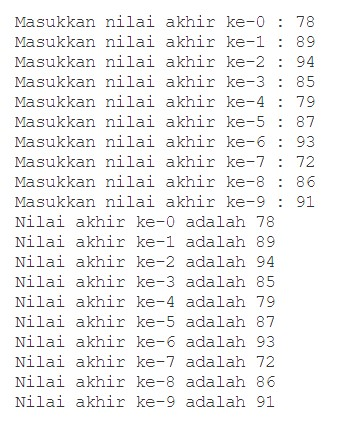 Masukkan nilai akhir ke-0 : 78
Masukkan nilai akhir ke-1 : 89
Masukkan nilai akhir ke-2 : 94
Masukkan nilai akhir ke-3 : 85
Masukkan nilai akhir ke-4 : 79
Masukkan nilai akhir ke-5 : 87
Masukkan nilai akhir ke-6 : 93
Masukkan nilai akhir ke-7 : 72
Masukkan nilai akhir ke-8 : 86
Masukkan nilai akhir ke-9 : 91
Nilai akhir ke-0 adalah 78
Nilai akhir ke-1 adalah 89
Nilai akhir ke-2 adalah 94
Nilai akhir ke-3 adalah 85
Nilai akhir ke-4 adalah 79
Nilai akhir ke-5 adalah 87
Nilai akhir ke-6 adalah 93
Nilai akhir ke-7 adalah 72
Nilai akhir ke-8 adalah 86
Nilai akhir ke-9 adalah 91